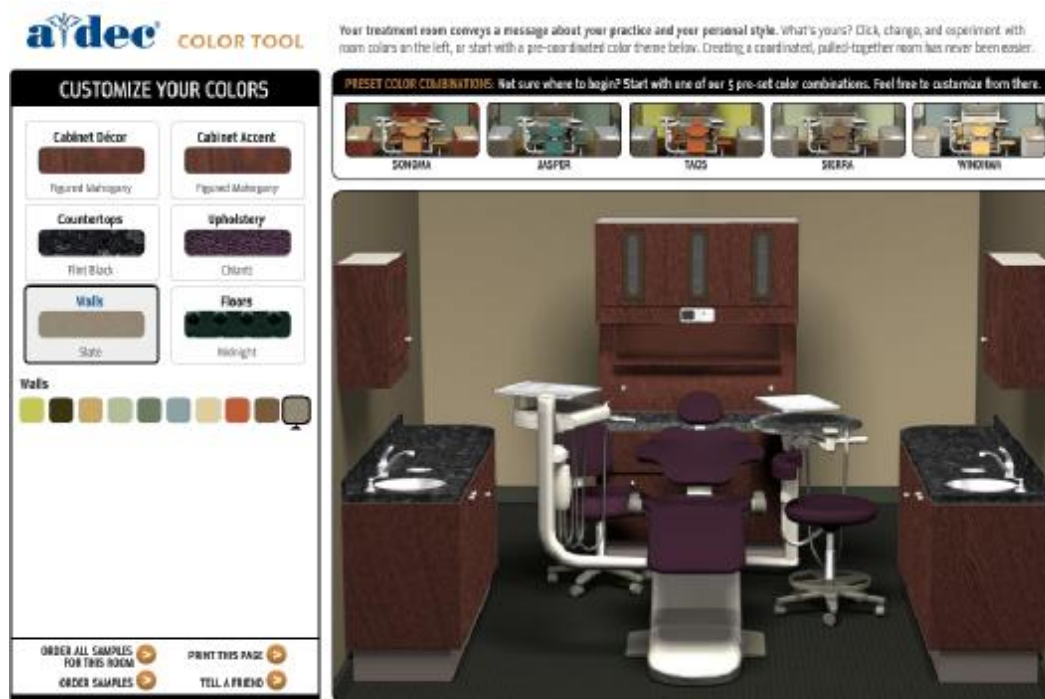 a dec COLOR TOOL
Your treatment room conveys a message about your practice and your personal style. What's yours? Click, change, and experiment with
room colors on the left, or start with a pre-coordinated color theme below. Creating a coordinated, pulled-together room has never been easier.
CUSTOMIZE YOUR COLORS
PRESET COLOR COMBINATIONS: Not sure where to begin? Start with one of our 5 pre-set color combinations. Feel free to customize from there.
SONOMA JASPER TAOS SIERRA WINDHAM
Cabinet Décor Cabinet Accent
Figured Mahogany Figured Mahogany
Countertops Upholstery
Flint Black Chianti
Walls Floors
Slate Midnight
Walls
ORDER ALL SAMPLES
FOR THIS ROOM
PRINT THIS PAGE
ORDER SAMPLES
TELL A FRIEND